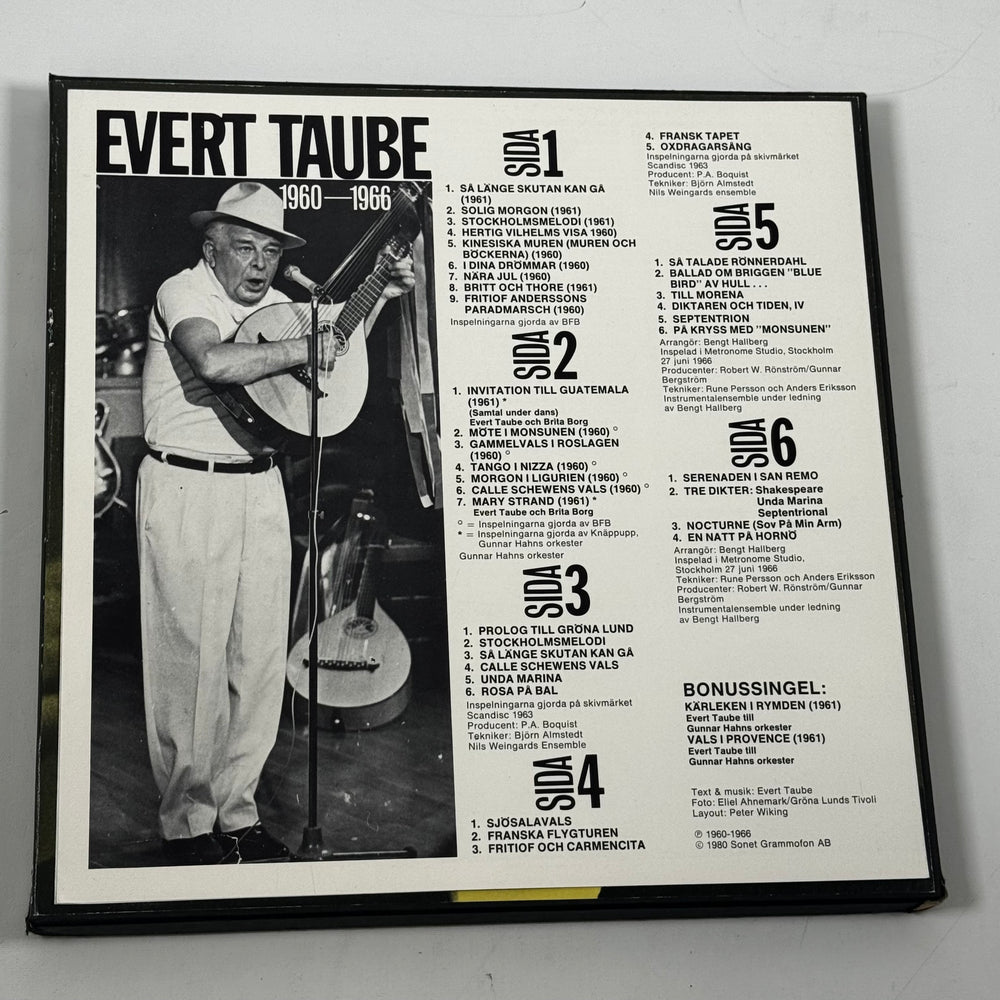 EVERT TAUBE
1960—1966
SIDA 1
1. SÅ LÄNGE SKUTAN KAN GÅ
(1961)
2. SOLIG MORGON (1961)
3. STOCKHOLMSMELODI (1961)
4. HERTIG VILHELMS VISA 1960)
5. KINESISKA MUREN (MUREN OCH
BÖCKERNA) (1960)
6. I DINA DRÖMMAR (1960)
7. NÄRA JUL (1960)
8. BRITT OCH THORE (1961)
9. FRITIOF ANDERSSONS
PARADMARSCH (1960)
Inspelningarna gjorda av BFB
SIDA 2
1. INVITATION TILL GUATEMALA
(1961) *
(Samtal under dans)
Evert Taube och Brita Borg
2. MÖTE I MONSUNEN (1960) °
3. GAMMELVALS I ROSLAGEN
(1960) °
4. TANGO I NIZZA (1960) °
5. MORGON I LIGURIEN (1960) °
6. CALLE SCHEWENS VALS (1960) °
7. MARY STRAND (1961) *
Evert Taube och Brita Borg
° = Inspelningarna gjorda av BFB
* = Inspelningarna gjorda av Knäppupp,
Gunnar Hahns orkester
Gunnar Hahns orkester
SIDA 3
1. PROLOG TILL GRÖNA LUND
2. STOCKHOLMSMELODI
3. SÅ LÄNGE SKUTAN KAN GÅ
4. CALLE SCHEWENS VALS
5. UNDA MARINA
6. ROSA PÅ BAL
Inspelningarna gjorda på skivmärket
Scandisc 1963
Producent: P.A. Boquist
Tekniker: Björn Almstedt
Nils Weingards Ensemble
SIDA 4
1. SJÖSALAVALS
2. FRANSKA FLYGTUREN
3. FRITIOF OCH CARMENCITA
4. FRANSK TAPET
5. OXDRAGARSÅNG
Inspelningarna gjorda på skivmärket
Scandisc 1963
Producent: P.A. Boquist
Tekniker: Björn Almstedt
Nils Weingards ensemble
SIDA 5
1. SÅ TALADE RÖNNERDAHL
2. BALLAD OM BRIGGEN "BLUE
BIRD" AV HULL . . .
3. TILL MORENA
4. DIKTAREN OCH TIDEN, IV
5. SEPTENTRION
6. PÅ KRYSS MED "MONSUNEN"
Arrangör: Bengt Hallberg
Inspelad i Metronome Studio, Stockholm
27 juni 1966
Producenter: Robert W. Rönström/Gunnar
Bergström
Tekniker: Rune Persson och Anders Eriksson
Instrumentalensemble under ledning
av Bengt Hallberg
SIDA 6
1. SERENADEN I SAN REMO
2. TRE DIKTER: Shakespeare
Unda Marina
Septentrional
3. NOCTURNE (Sov På Min Arm)
4. EN NATT PÅ HORNÖ
Arrangör: Bengt Hallberg
Inspelad i Metronome Studio,
Stockholm 27 juni 1966
Tekniker: Rune Persson och Anders Eriksson
Producenter: Robert W. Rönström/Gunnar
Bergström
Instrumentalensemble under ledning
av Bengt Hallberg
BONUSSINGEL:
KÄRLEKEN I RYMDEN (1961)
Evert Taube till
Gunnar Hahns orkester
VALS I PROVENCE (1961)
Evert Taube till
Gunnar Hahns orkester
Text & musik: Evert Taube
Foto: Eliel Ahnemark/Gröna Lunds Tivoli
Layout: Peter Wiking
℗ 1960-1966
© 1980 Sonet Grammofon AB